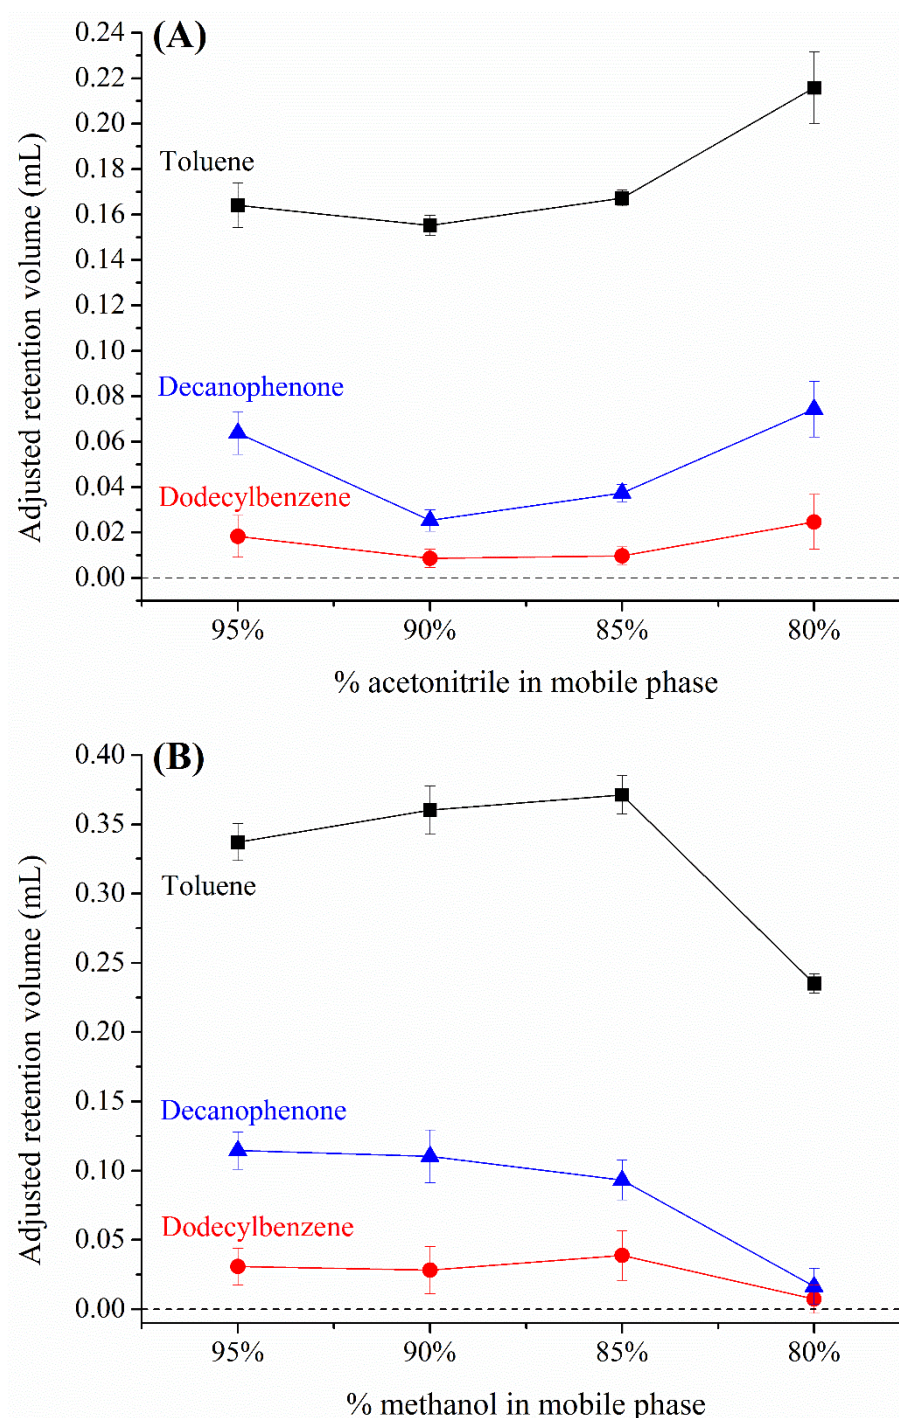 (A)
0.24
0.22
0.20
0.18
0.16
0.14
0.12
0.10
0.08
0.06
0.04
0.02
0.00
Adjusted retention volume (mL)
Toluene
Decanophenone
Dodecylbenzene
95% 90% 85% 80%
% acetonitrile in mobile phase
(B)
0.40
0.35
0.30
0.25
0.20
0.15
0.10
0.05
0.00
Adjusted retention volume (mL)
Toluene
Decanophenone
Dodecylbenzene
95% 90% 85% 80%
% methanol in mobile phase